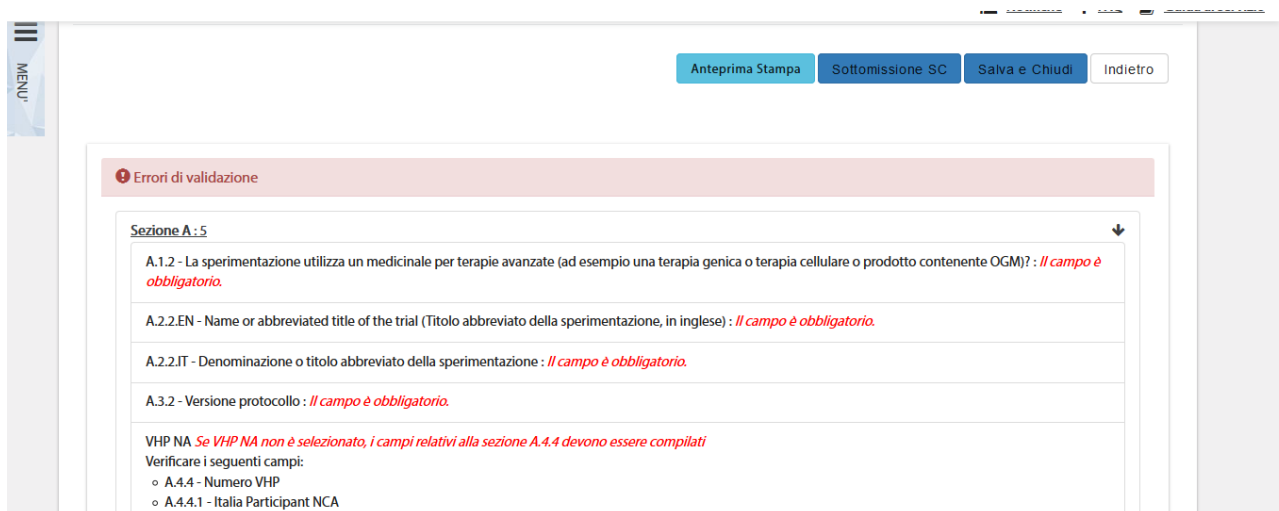 MENU'
Anteprima Stampa
Sottomissione SC
Salva e Chiudi
Indietro
Errori di validazione
Sezione A : 5
A.1.2 - La sperimentazione utilizza un medicinale per terapie avanzate (ad esempio una terapia genica o terapia cellulare o prodotto contenente OGM)? : Il campo è
obbligatorio.
A.2.2.EN - Name or abbreviated title of the trial (Titolo abbreviato della sperimentazione, in inglese) : Il campo è obbligatorio.
A.2.2.IT - Denominazione o titolo abbreviato della sperimentazione : Il campo è obbligatorio.
A.3.2 - Versione protocollo : Il campo è obbligatorio.
VHP NA Se VHP NA non è selezionato, i campi relativi alla sezione A.4.4 devono essere compilati
Verificare i seguenti campi:
A.4.4 - Numero VHP
A.4.4.1 - Italia Participant NCA